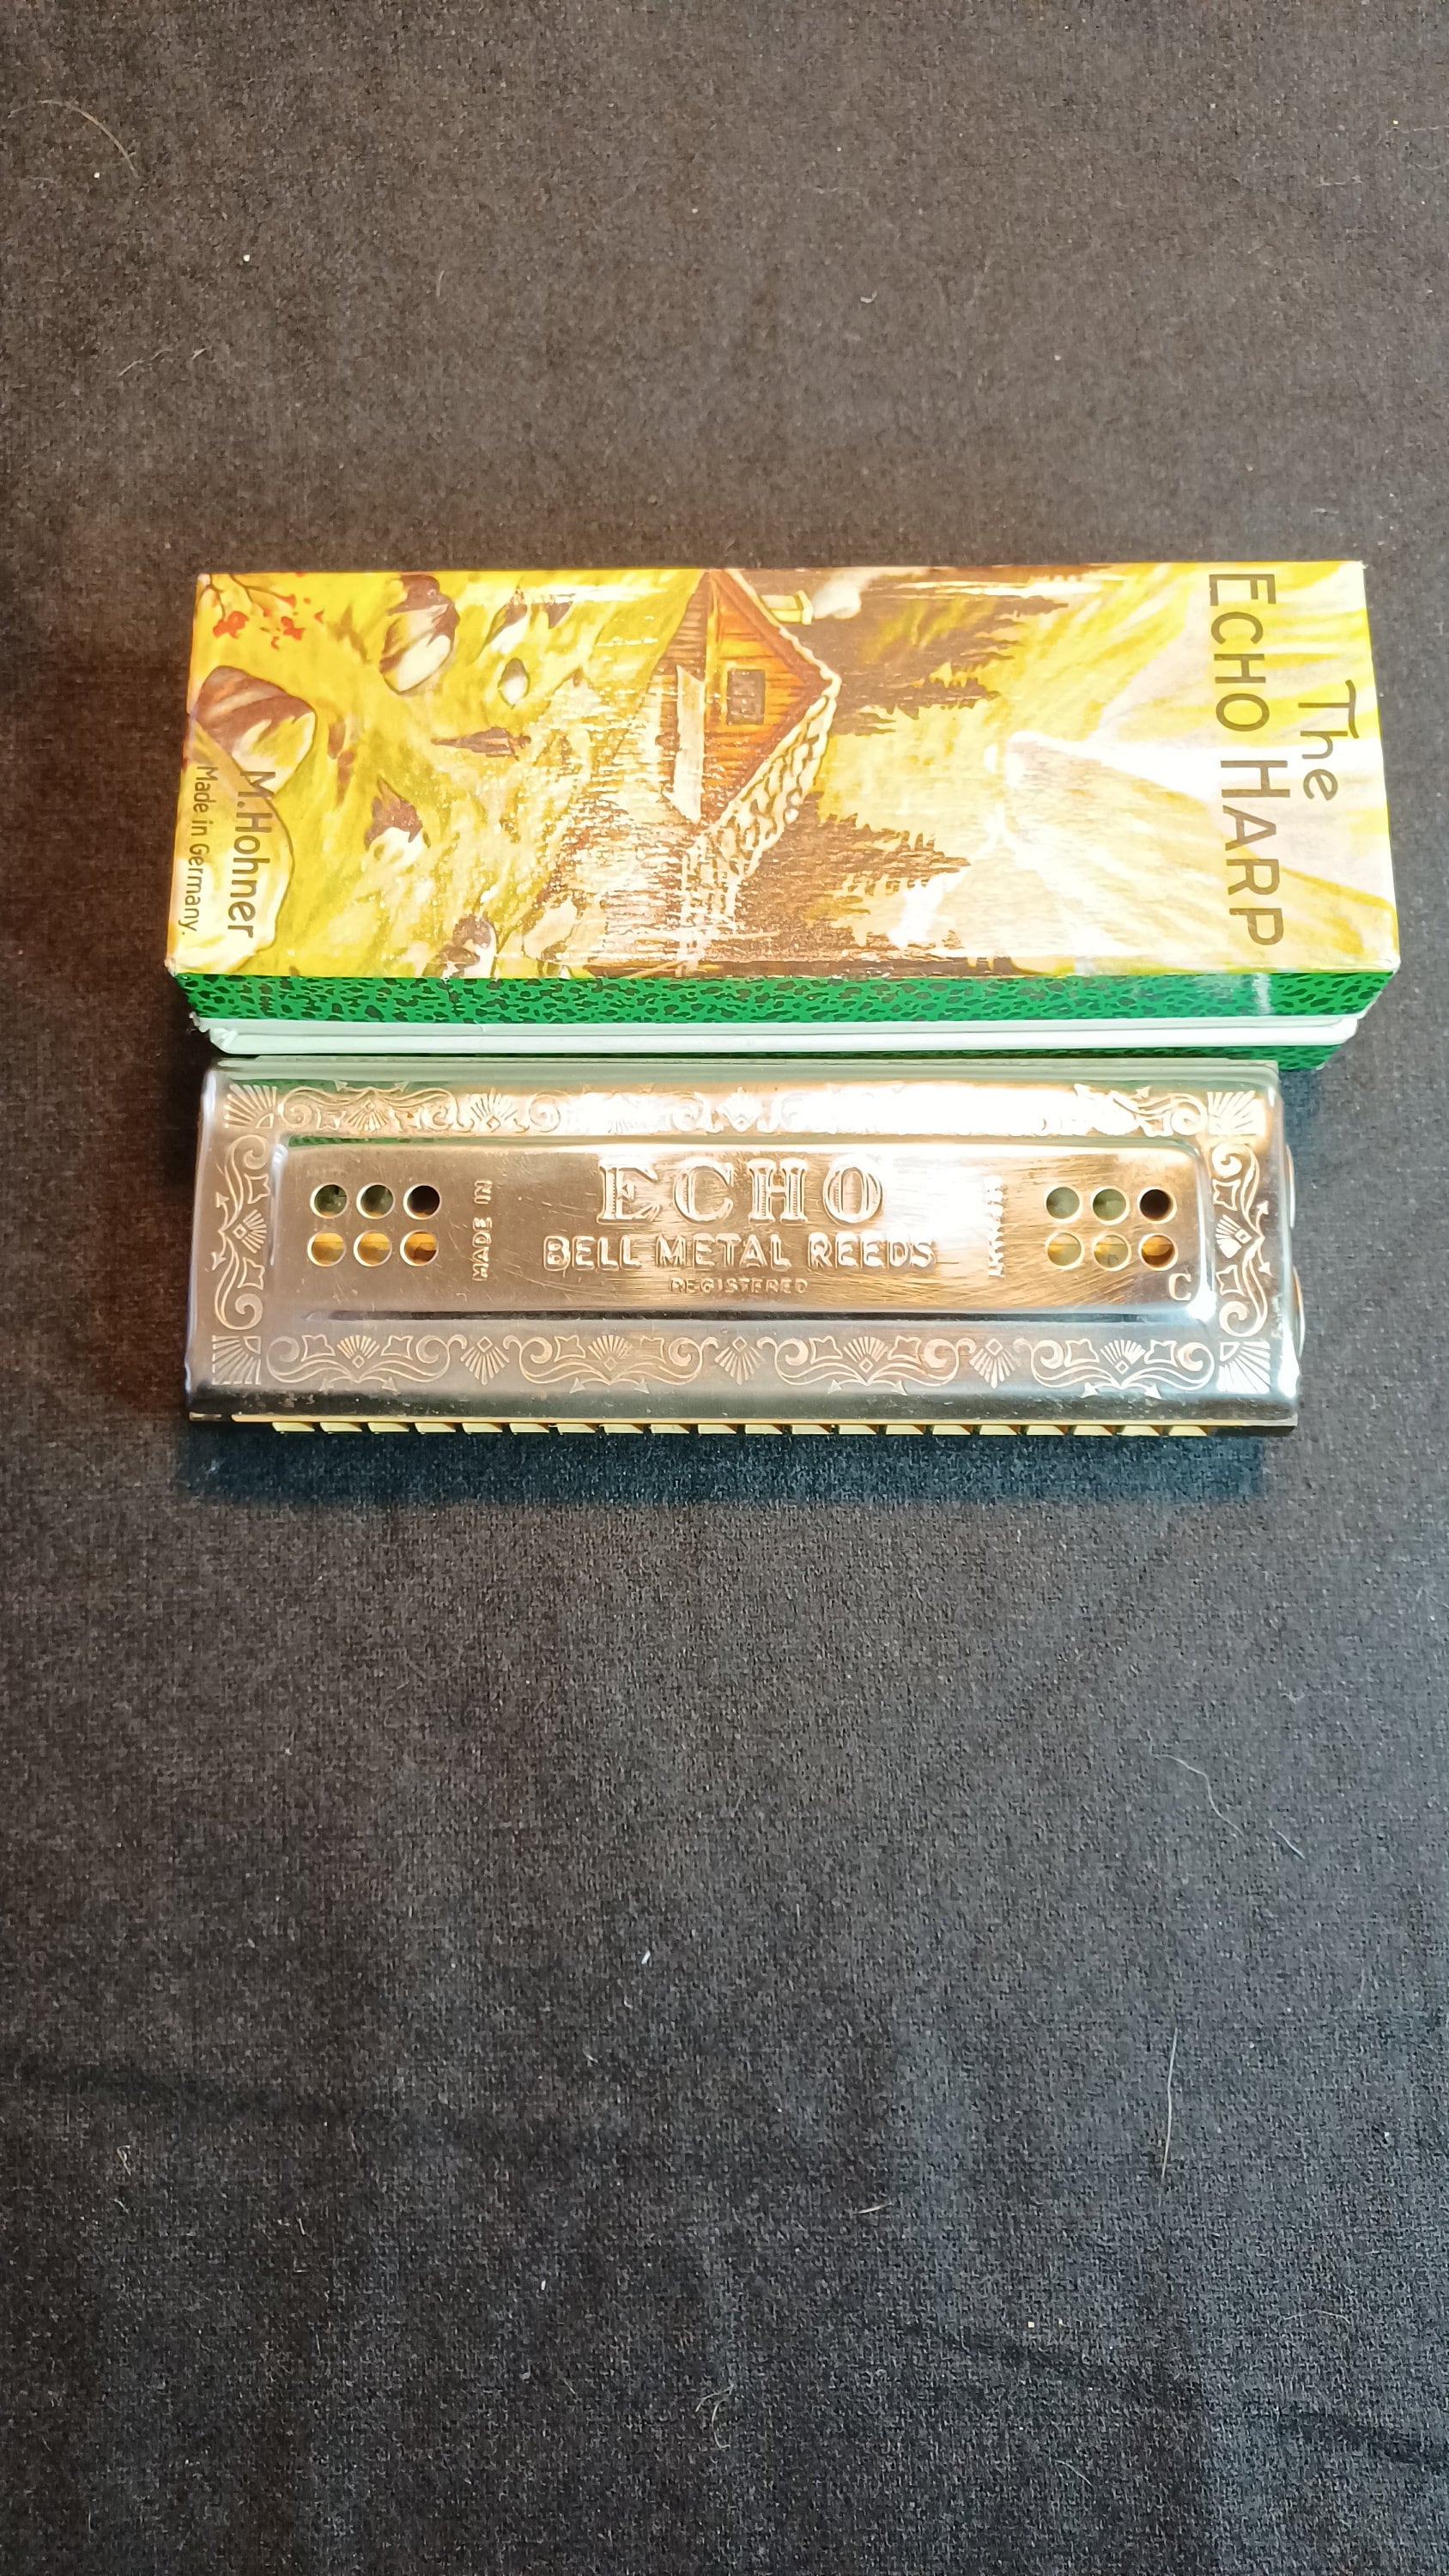 The
ECHO HARP
M. Hohner
Made in Germany.
MADE IN
ECHO
BELL METAL REEDS
REGISTERED
C